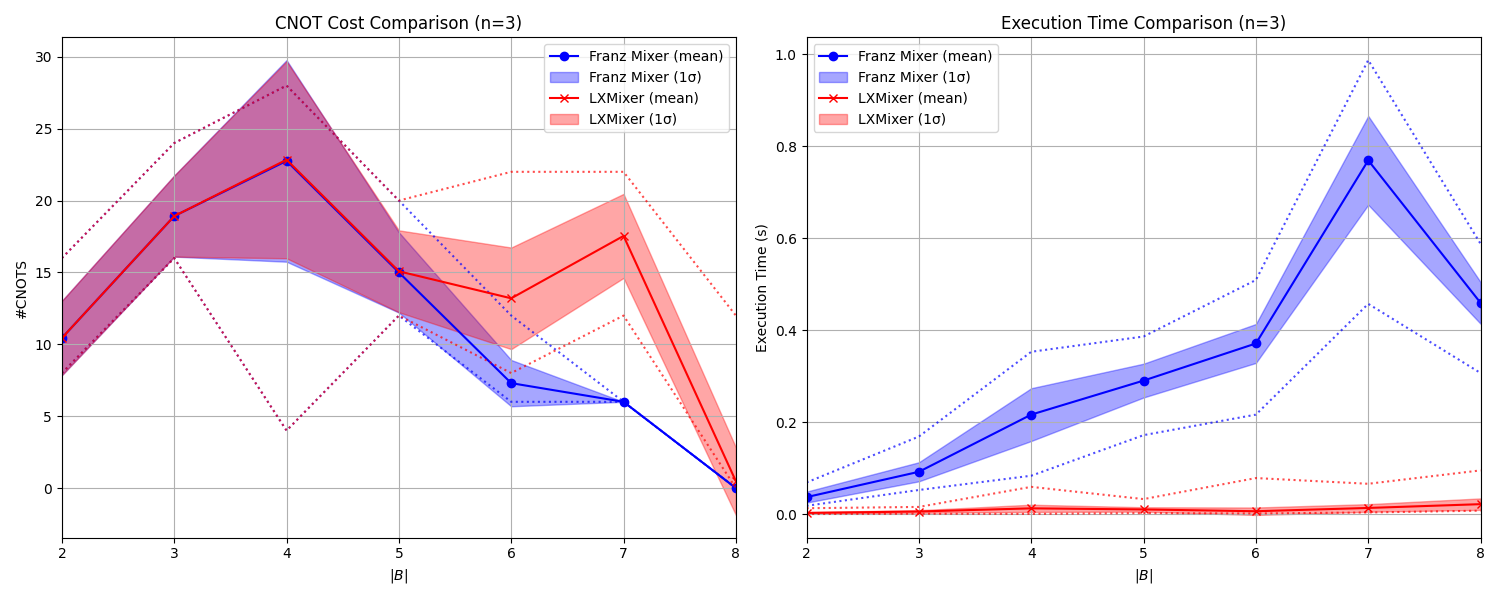 CNOT Cost Comparison (n=3)
#CNOTS
30
25
20
15
10
5
0
2 3 4 5 6 7 8
|B|
Franz Mixer (mean)
Franz Mixer (1σ)
LXMixer (mean)
LXMixer (1σ)
Execution Time Comparison (n=3)
Execution Time (s)
1.0
0.8
0.6
0.4
0.2
0.0
2 3 4 5 6 7 8
|B|
Franz Mixer (mean)
Franz Mixer (1σ)
LXMixer (mean)
LXMixer (1σ)